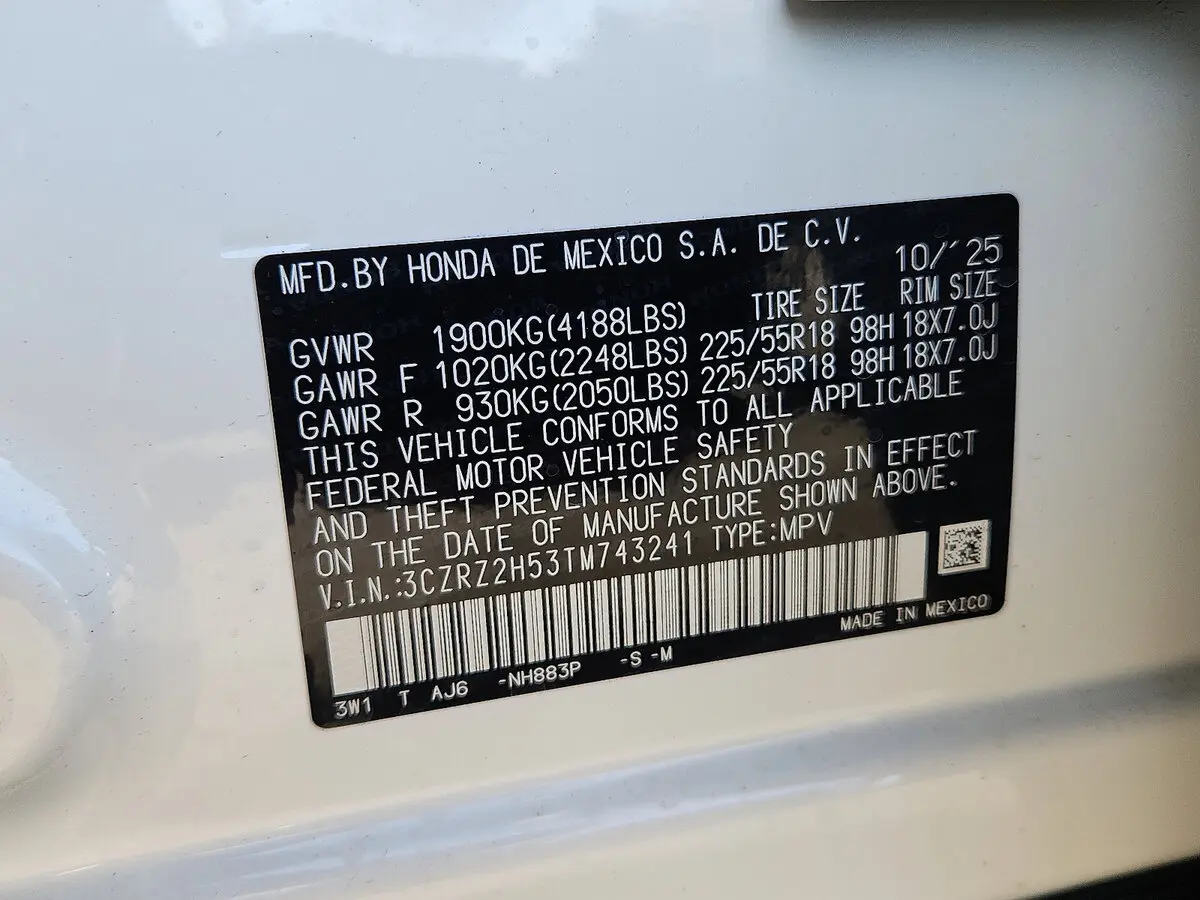 MFD.BY HONDA DE MEXICO S.A. DE C.V.
10/'25
GVWR 1900KG(4188LBS) TIRE SIZE RIM SIZE
GAWR F 1020KG(2248LBS) 225/55R18 98H 18X7.0J
GAWR R 930KG(2050LBS) 225/55R18 98H 18X7.0J
THIS VEHICLE CONFORMS TO ALL APPLICABLE
FEDERAL MOTOR VEHICLE SAFETY
AND THEFT PREVENTION STANDARDS IN EFFECT
ON THE DATE OF MANUFACTURE SHOWN ABOVE.
V.I.N.:3CZRZ2H53TM743241 TYPE:MPV
MADE IN MEXICO
3W1 T AJ6 -NH883P -S -M